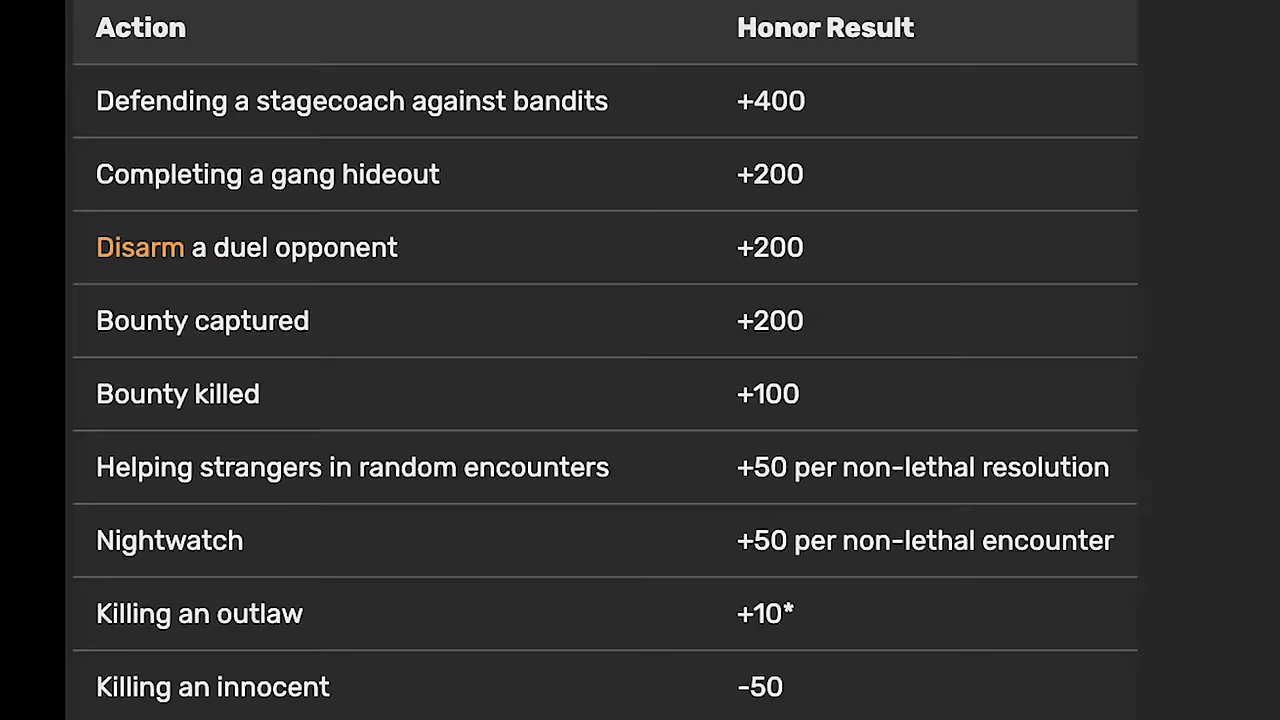 Action Honor Result
Defending a stagecoach against bandits +400
Completing a gang hideout +200
Disarm a duel opponent +200
Bounty captured +200
Bounty killed +100
Helping strangers in random encounters +50 per non-lethal resolution
Nightwatch +50 per non-lethal encounter
Killing an outlaw +10*
Killing an innocent -50